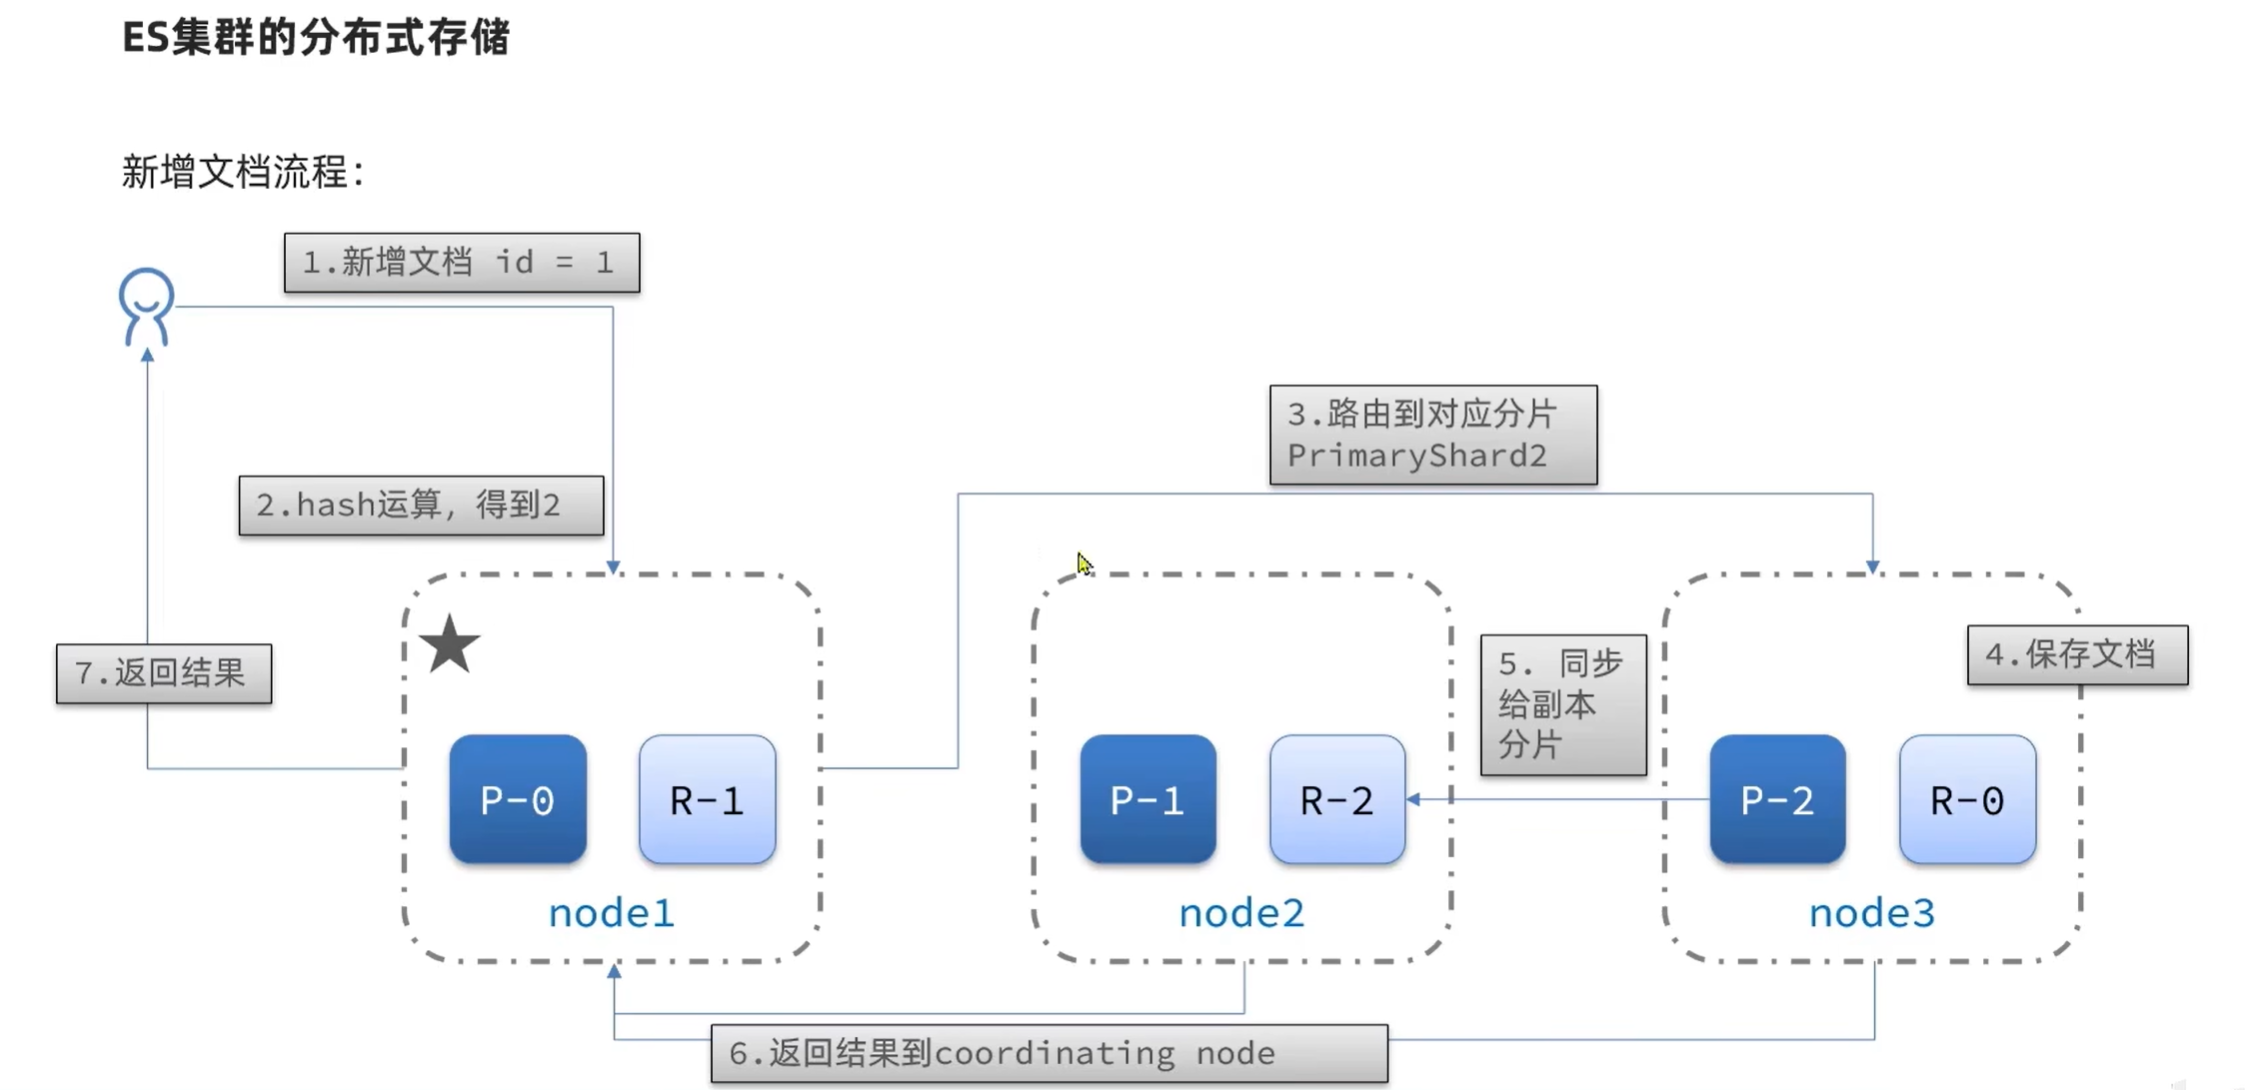 ES集群的分布式存储
新增文档流程：
1.新增文档 id = 1
3.路由到对应分片
PrimaryShard2
2.hash运算，得到2
7.返回结果
5. 同步
给副本
分片
4.保存文档
P-0
R-1
P-1
R-2
P-2
R-0
node1
node2
node3
6.返回结果到coordinating node